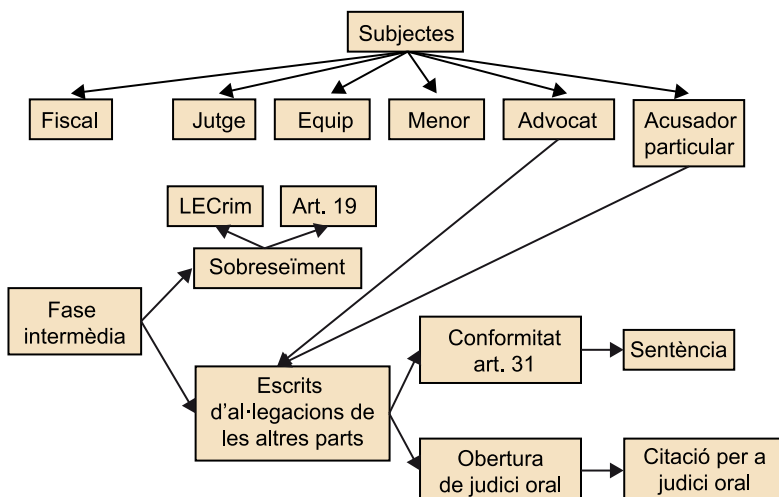 Subjectes
Fiscal
Jutge
Equip
Menor
Advocat
Acusador
particular
LECrim
Art. 19
Sobreseïment
Fase
intermèdia
Escrits
d'al·legacions de
les altres parts
Conformitat
art. 31
Sentència
Obertura
de judici oral
Citació per a
judici oral